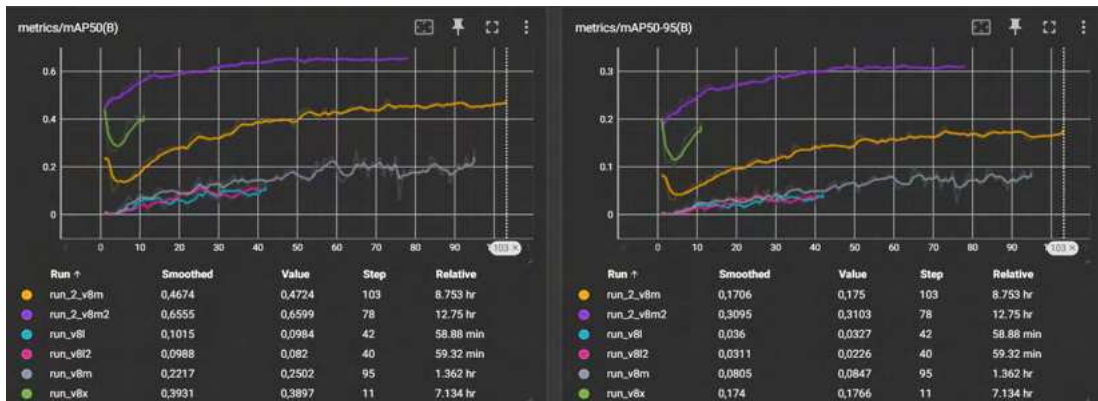 metrics/mAP50(B)
0.6
0.4
0.2
0
0 10 20 30 40 50 60 70 80 90 103 ×
Run ↑ Smoothed Value Step Relative
run_2_v8m 0,4674 0,4724 103 8.753 hr
run_2_v8m2 0,6555 0,6599 78 12.75 hr
run_v8l 0,1015 0,0984 42 58.88 min
run_v8l2 0,0988 0,082 40 59.32 min
run_v8m 0,2217 0,2502 95 1.362 hr
run_v8x 0,3931 0,3897 11 7.134 hr
metrics/mAP50-95(B)
0.3
0.2
0.1
0
0 10 20 30 40 50 60 70 80 90 103 ×
Run ↑ Smoothed Value Step Relative
run_2_v8m 0,1706 0,175 103 8.753 hr
run_2_v8m2 0,3095 0,3103 78 12.75 hr
run_v8l 0,036 0,0327 42 58.88 min
run_v8l2 0,0311 0,0226 40 59.32 min
run_v8m 0,0805 0,0847 95 1.362 hr
run_v8x 0,174 0,1766 11 7.134 hr